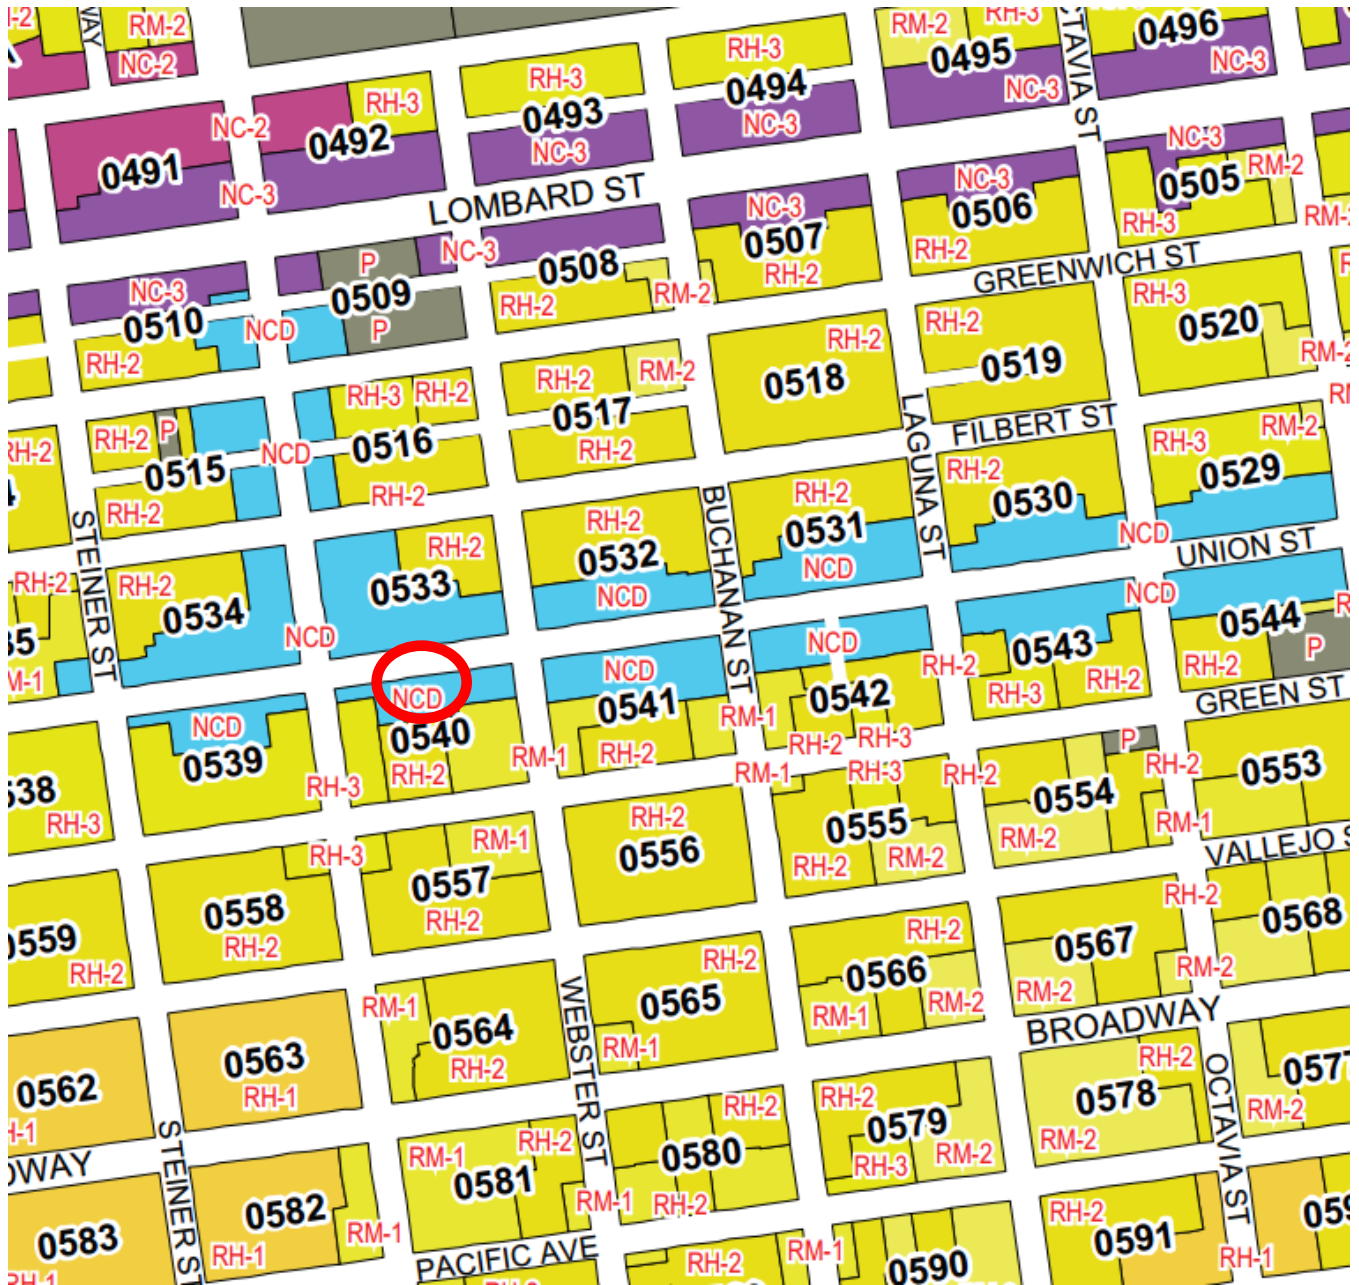 RM-2
NC-2
RH-3
RM-2
RH-3
0496
NC-3
0495
NC-3
RH-3
0494
NC-3
RH-3
0493
NC-3
RH-3
NC-2
0492
0491
NC-3
LOMBARD ST
NC-3
0505
RM-2
RH-3
NC-3
0506
RH-2
NC-3
0507
RH-2
GREENWICH ST
NC-3
0508
RH-2
RM-2
P
0509
P
NC-3
0510
NCD
RH-2
RH-3
0520
RH-2
0519
RH-2
0518
RH-2
RM-2
0517
RH-2
RH-3
RH-2
0516
RH-2
RH-2
P
NCD
0515
RH-2
LAGUNA ST
FILBERT ST
RM-2
RH-3
0529
RH-2
0530
NCD
UNION ST
BUCHANAN ST
RH-2
0531
NCD
RH-2
0532
NCD
RH-2
0533
STEINER ST
RH-2
RH-2
0534
NCD
NCD
0544
P
RH-2
GREEN ST
0543
RH-3
RH-2
RH-2
NCD
0542
RH-2
RH-3
NCD
0541
RM-1
RH-2
NCD
0540
RH-2
RM-1
NCD
0539
RH-3
RH-3
P
RH-2
0553
RM-1
RH-2
0554
RM-2
RM-1
RH-3
0555
RH-2
RM-2
RH-2
0556
RM-1
0557
RH-2
RH-3
0558
RH-2
0559
RH-2
RH-2
0568
0567
RM-2
RM-2
RH-2
0566
RM-1
RM-2
BROADWAY
RH-2
0565
RM-1
WEBSTER ST
RM-1
0564
RH-2
0563
RH-1
0562
RH-2
0578
RM-2
OCTAVIA ST
RM-2
RH-2
0579
RH-3
RM-2
RH-2
0580
RH-2
RH-2
RM-1
0581
RM-1
STEINER ST
0582
RM-1
RH-1
0583
RH-2
0591
RH-1
RM-1
0590
RH-2
PACIFIC AVE